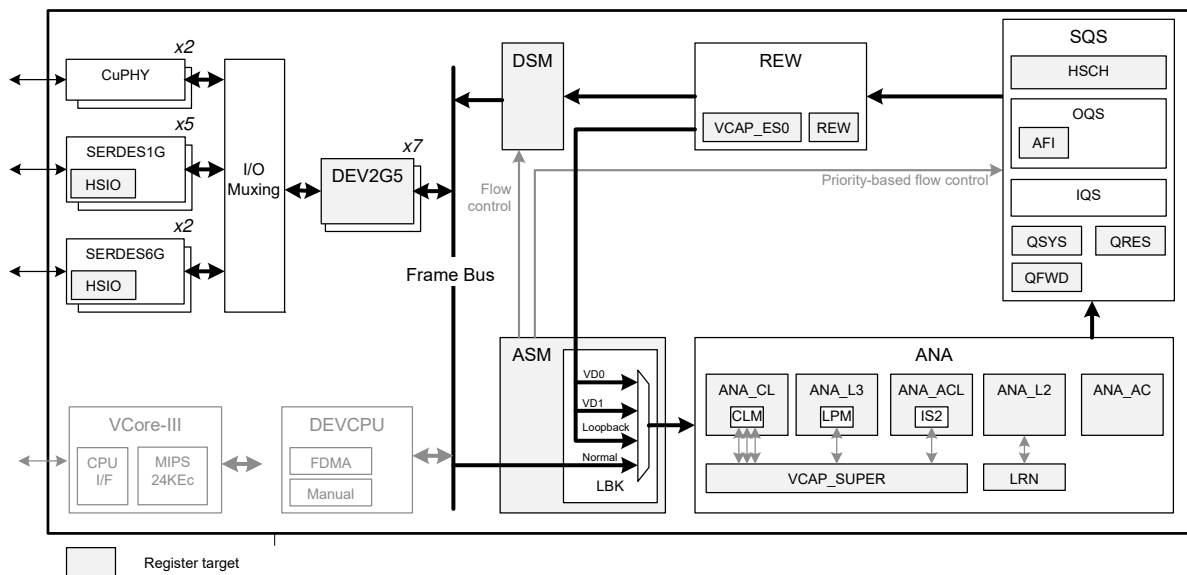 x2
CuPHY
x5
SERDES1G
HSIO
x2
SERDES6G
HSIO
I/O
Muxing
x7
DEV2G5
Frame Bus
DSM
Flow
control
REW
VCAP_ES0
REW
Priority-based flow control
SQS
HSCH
OQS
AFI
IQS
QSYS
QRES
QFWD
VCore-III
CPU
I/F
MIPS
24KEc
DEVCPU
FDMA
Manual
ASM
VD0
VD1
Loopback
Normal
LBK
ANA
ANA_CL
CLM
ANA_L3
LPM
ANA_ACL
IS2
ANA_L2
ANA_AC
VCAP_SUPER
LRN
Register target